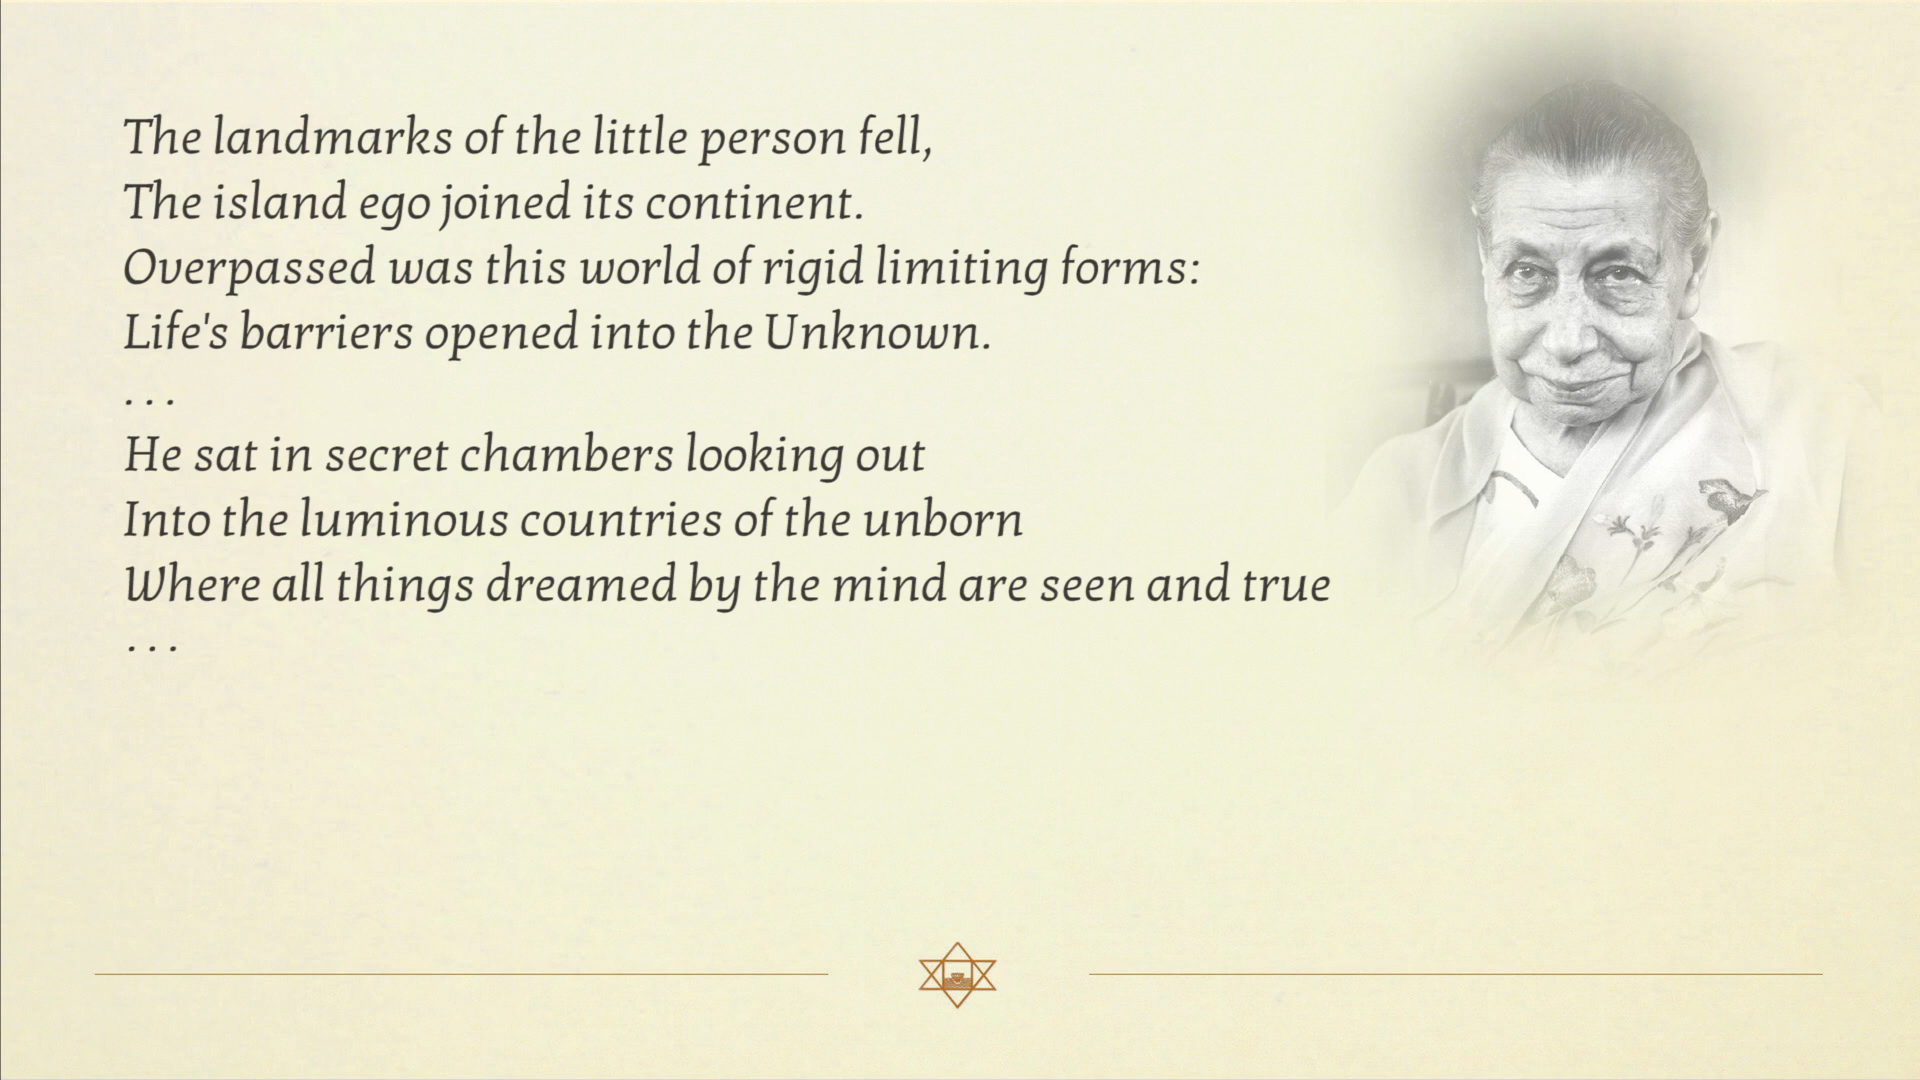 The landmarks of the little person fell,
The island ego joined its continent.
Overpassed was this world of rigid limiting forms:
Life's barriers opened into the Unknown.
. . .
He sat in secret chambers looking out
Into the luminous countries of the unborn
Where all things dreamed by the mind are seen and true
. . .